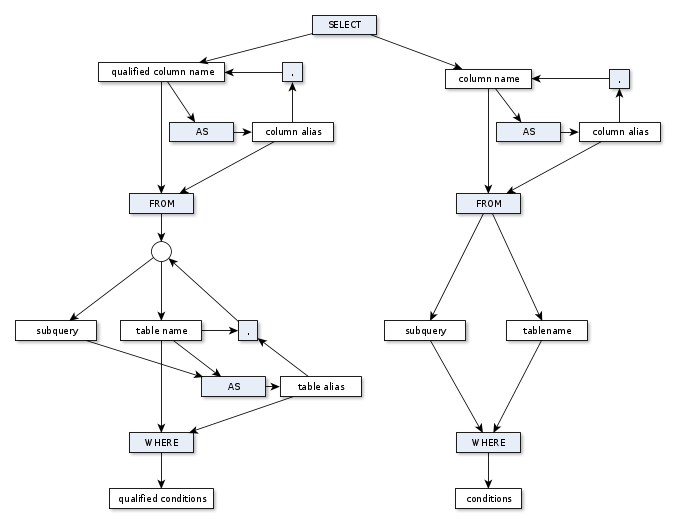 SELECT
qualified column name
,
column name
,
AS
column alias
AS
column alias
FROM
FROM
subquery
table name
,
subquery
tablename
AS
table alias
WHERE
WHERE
qualified conditions
conditions